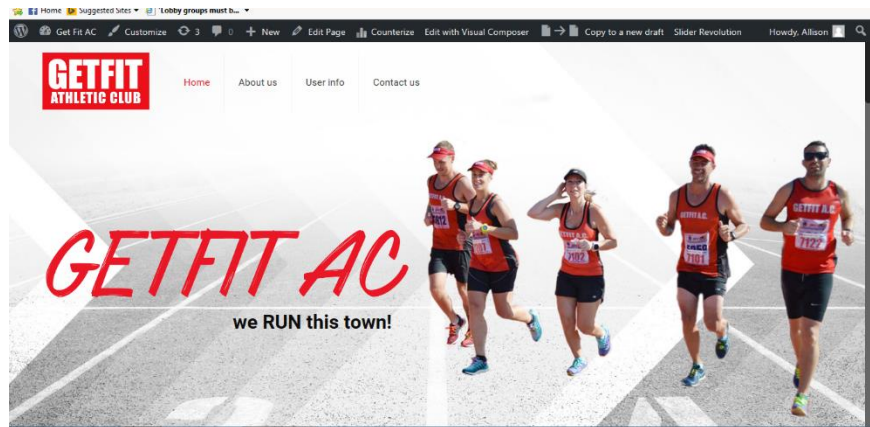 Home Suggested Sites "Lobby groups must b...
Get Fit AC Customize 3 0 + New Edit Page Counterize Edit with Visual Composer → Copy to a new draft Slider Revolution Howdy, Allison
GETFIT
ATHLETIC CLUB
Home About us User info Contact us
GETFIT A.C.
GETFIT A.C.
7122
7102
7101
GETFIT AC
we RUN this town!